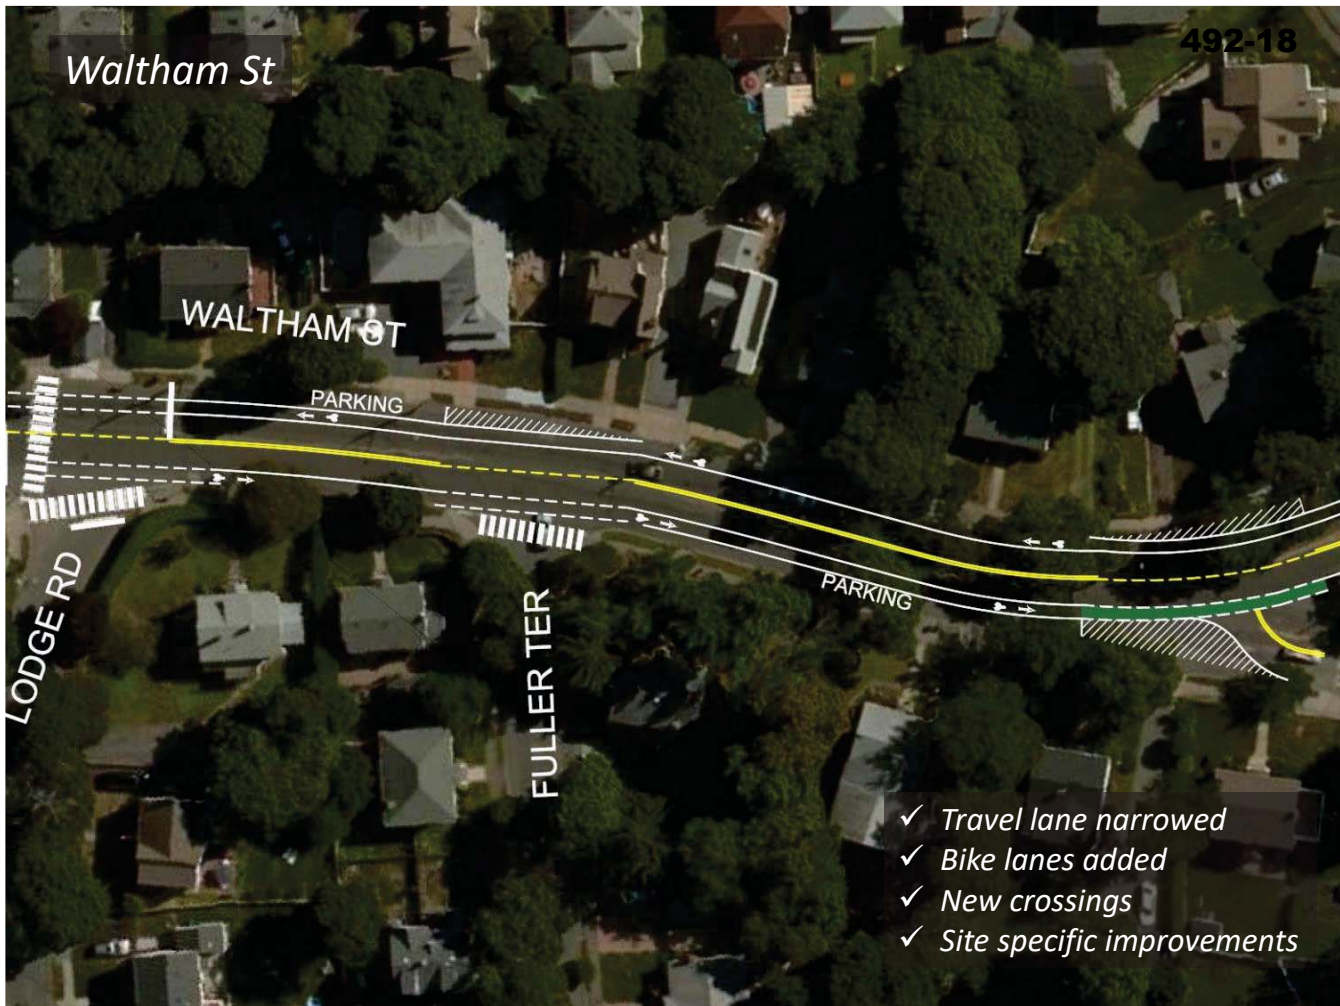 492-18
Waltham St
WALTHAM ST
PARKING
PARKING
LODGE RD
FULLER TER
✓ Travel lane narrowed
✓ Bike lanes added
✓ New crossings
✓ Site specific improvements